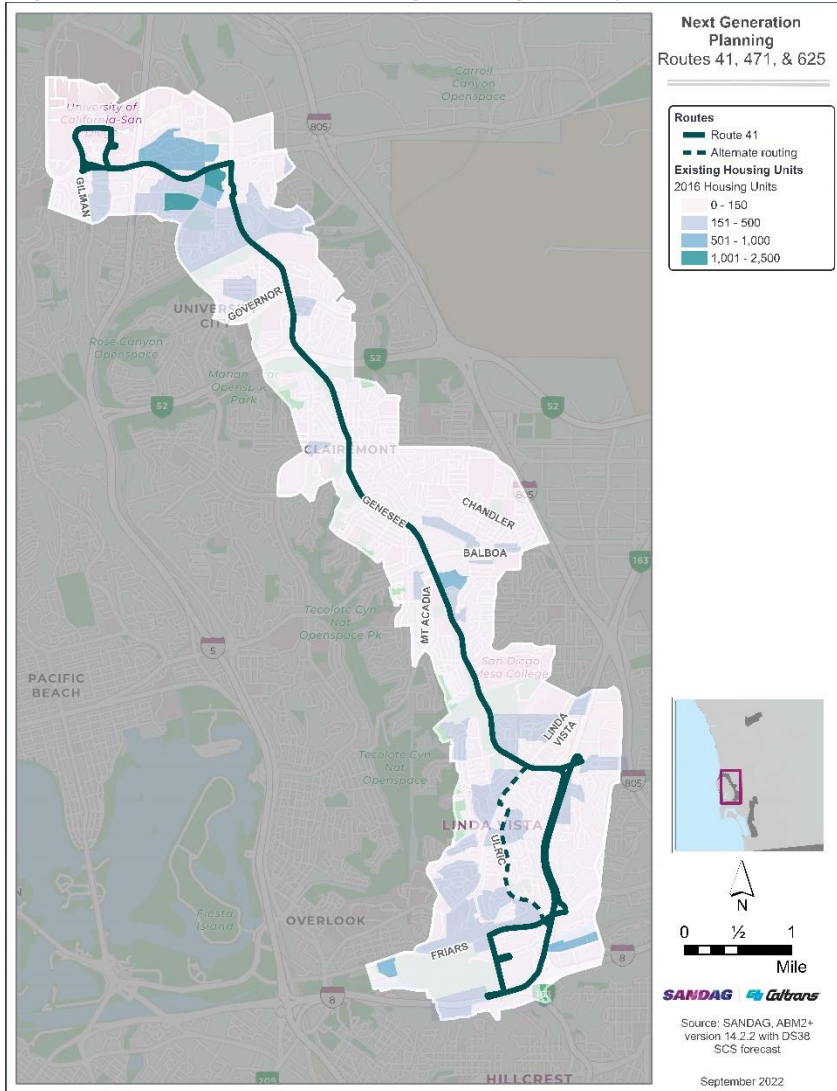 Next Generation
Planning
Routes 41, 471, & 625
Routes
Route 41
Alternate routing
Existing Housing Units
2016 Housing Units
0 - 150
151 - 500
501 - 1,000
1,001 - 2,500
Carroll
Canyon
Openspace
University of
California-San
805
GILMAN
GOVERNOR
UNIVERSITY
CITY
Rose Canyon
Openspace
52
Openspace
Park
52
52
CLAIREMONT
805
GENESEE
CHANDLER
BALBOA
163
MT ACADIA
Tecolote Cyn
Nat
Openspace Pk
5
San Diego
Mesa College
PACIFIC
BEACH
LINDA
VISTA
Tecolote Cyn
Nat
Openspace
805
LINDA VISTA
ULRIC
Fiesta
Island
OVERLOOK
FRIARS
8
8
163
HILLCREST
209
N
0 ½ 1
Mile
SANDAG Caltrans
Source: SANDAG, ABM2+
version 14.2.2 with DS38
SCS forecast
September 2022